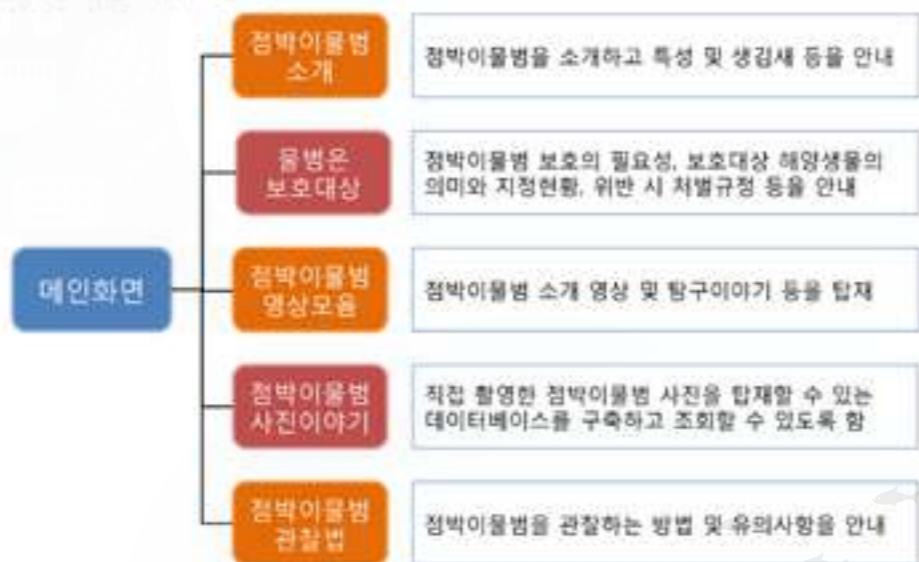 점박이물범
소개
점박이물범을 소개하고 특성 및 생김새 등을 안내
물범은
보호대상
점박이물범 보호의 필요성, 보호대상 해양생물의
의미와 지정현황, 위반 시 처벌규정 등을 안내
메인화면
점박이물범
영상모음
점박이물범 소개 영상 및 탐구이야기 등을 탑재
점박이물범
사진이야기
직접 촬영한 점박이물범 사진을 탑재할 수 있는
데이터베이스를 구축하고 조회할 수 있도록 함
점박이물범
관찰법
점박이물범을 관찰하는 방법 및 유의사항을 안내